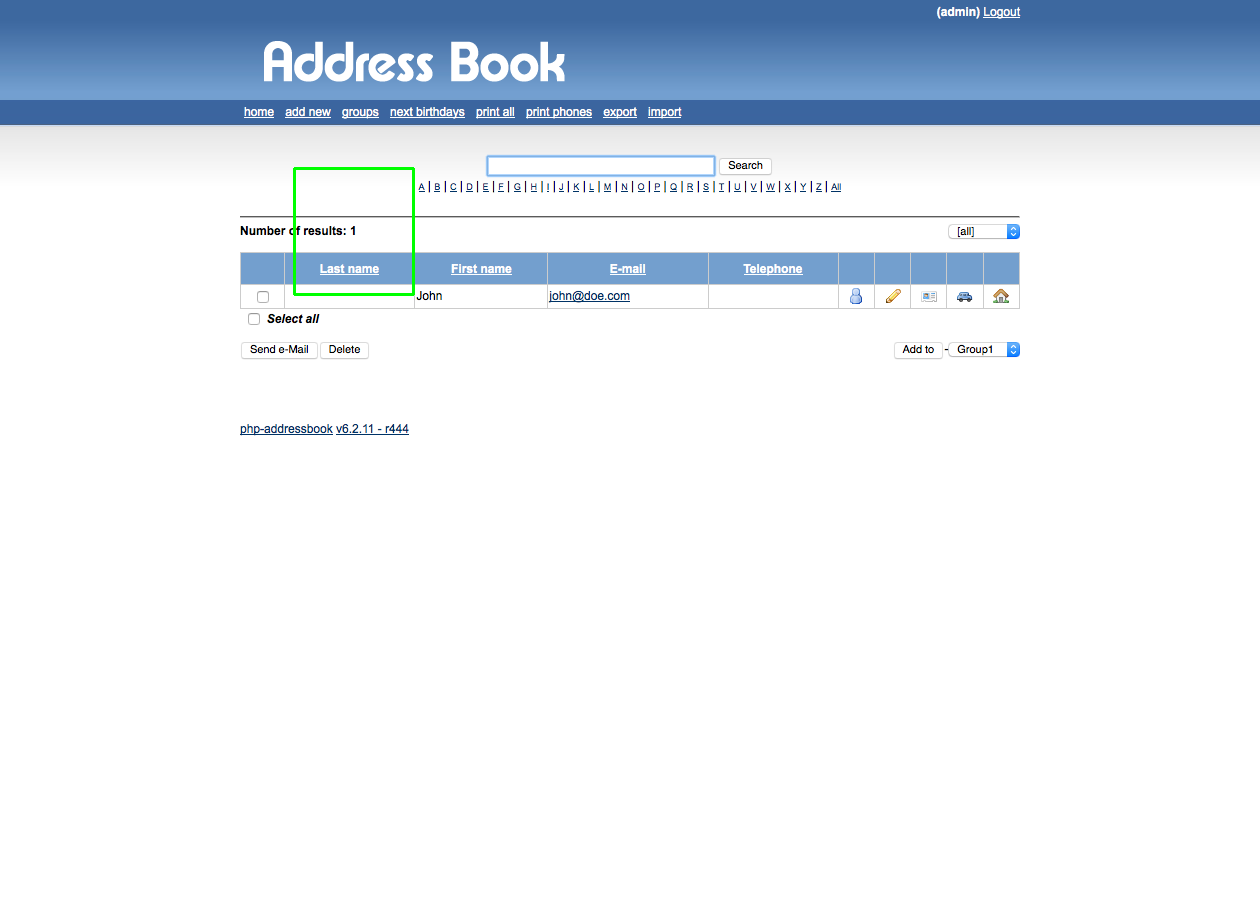 (admin) Logout
Address Book
home add new groups next birthdays print all print phones export import
Search
A | B | C | D | E | F | G | H | I | J | K | L | M | N | O | P | Q | R | S | T | U | V | W | X | Y | Z | All
Number of results: 1
[all]
Last name First name E-mail Telephone
John john@doe.com
Select all
Send e-Mail Delete Add to - Group1
php-addressbook v6.2.11 - r444